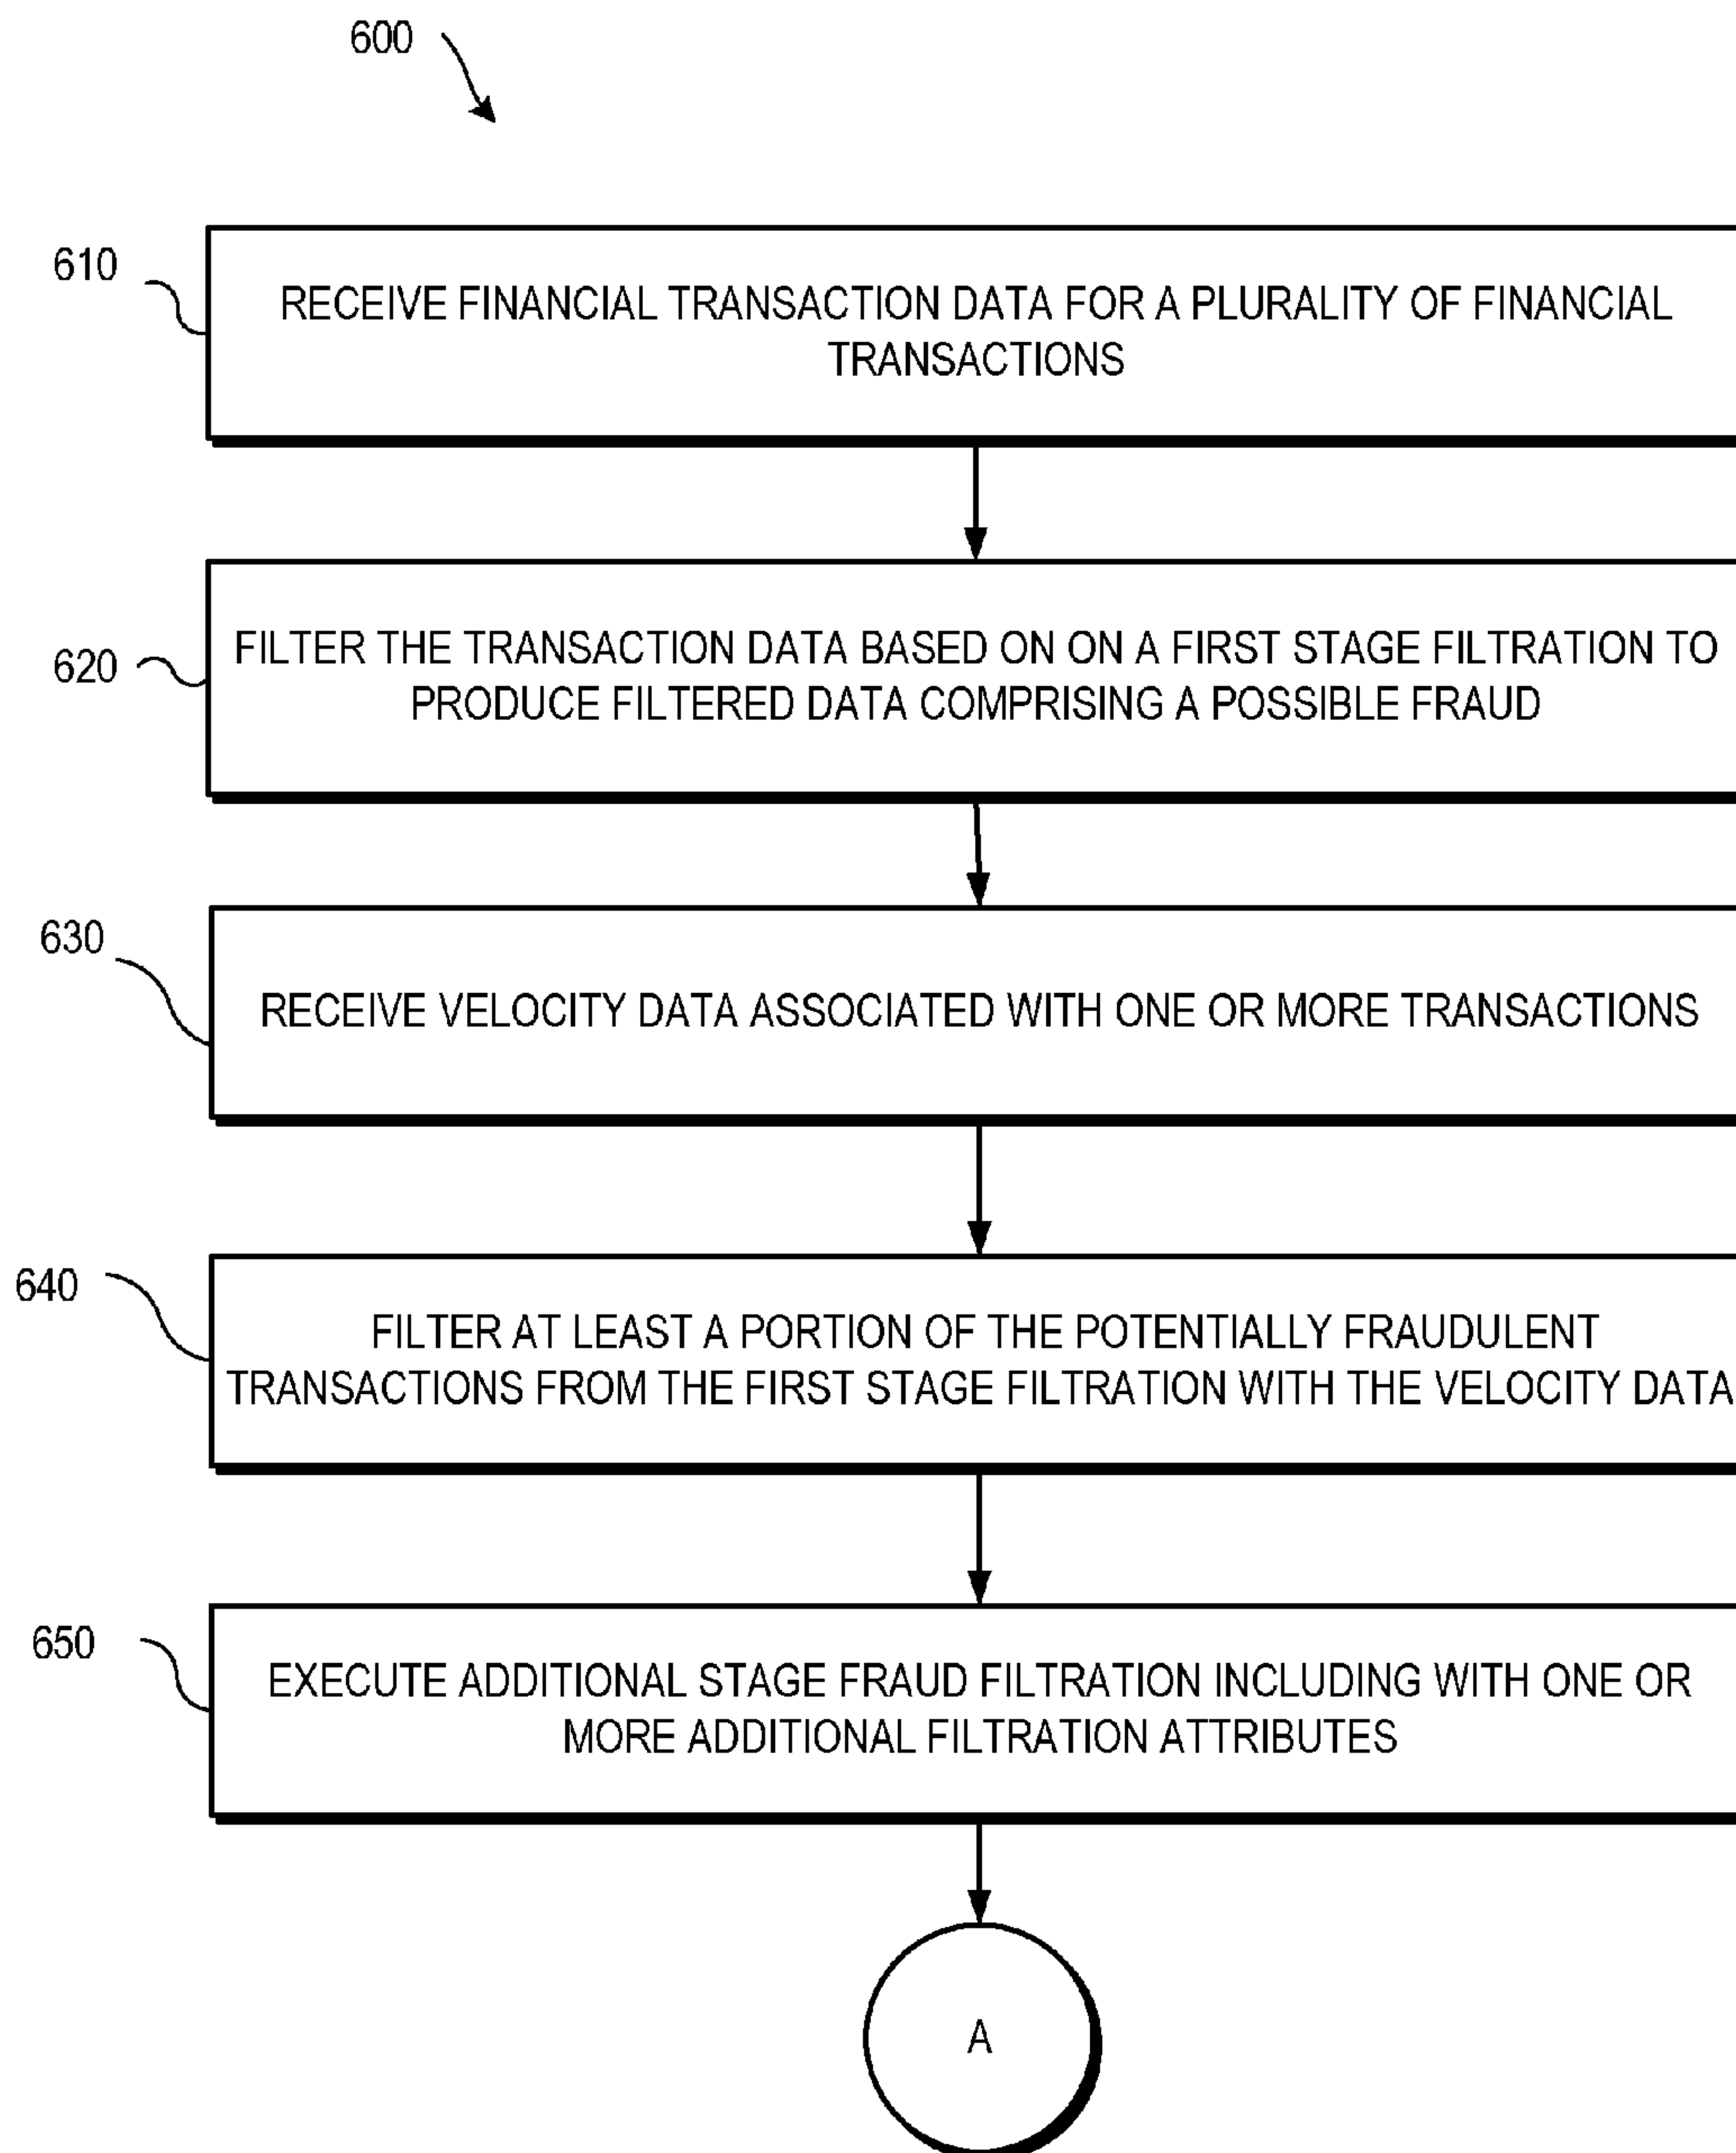 600
610
RECEIVE FINANCIAL TRANSACTION DATA FOR A PLURALITY OF FINANCIAL
TRANSACTIONS
620
FILTER THE TRANSACTION DATA BASED ON ON A FIRST STAGE FILTRATION TO
PRODUCE FILTERED DATA COMPRISING A POSSIBLE FRAUD
630
RECEIVE VELOCITY DATA ASSOCIATED WITH ONE OR MORE TRANSACTIONS
640
FILTER AT LEAST A PORTION OF THE POTENTIALLY FRAUDULENT
TRANSACTIONS FROM THE FIRST STAGE FILTRATION WITH THE VELOCITY DATA
650
EXECUTE ADDITIONAL STAGE FRAUD FILTRATION INCLUDING WITH ONE OR
MORE ADDITIONAL FILTRATION ATTRIBUTES
A